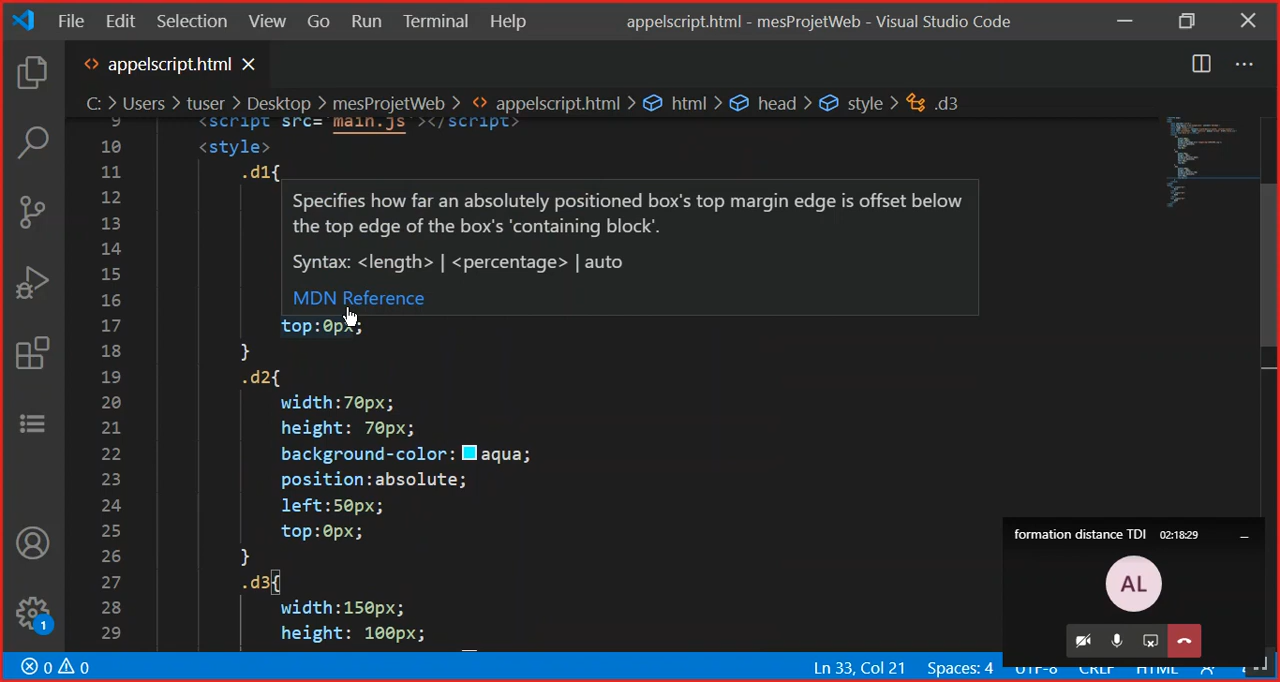 File Edit Selection View Go Run Terminal Help appelscript.html - mesProjetWeb - Visual Studio Code
appelscript.html
C: > Users > tuser > Desktop > mesProjetWeb > appelscript.html > html > head > style > .d3
9 <script src="main.js"></script>
10 <style>
11 .d1{
12
Specifies how far an absolutely positioned box's top margin edge is offset below
13
the top edge of the box's 'containing block'.
14
15 Syntax: <length> | <percentage> | auto
16 MDN Reference
17 top:0px;
18 }
19 .d2{
20 width:70px;
21 height: 70px;
22 background-color: aqua;
23 position:absolute;
24 left:50px;
25 top:0px;
26 }
27 .d3{
28 width:150px;
29 height: 100px;
formation distance TDI 02:18:29
AL
1
0 0 Ln 33, Col 21 Spaces: 4 UTF-8 CRLF HTML